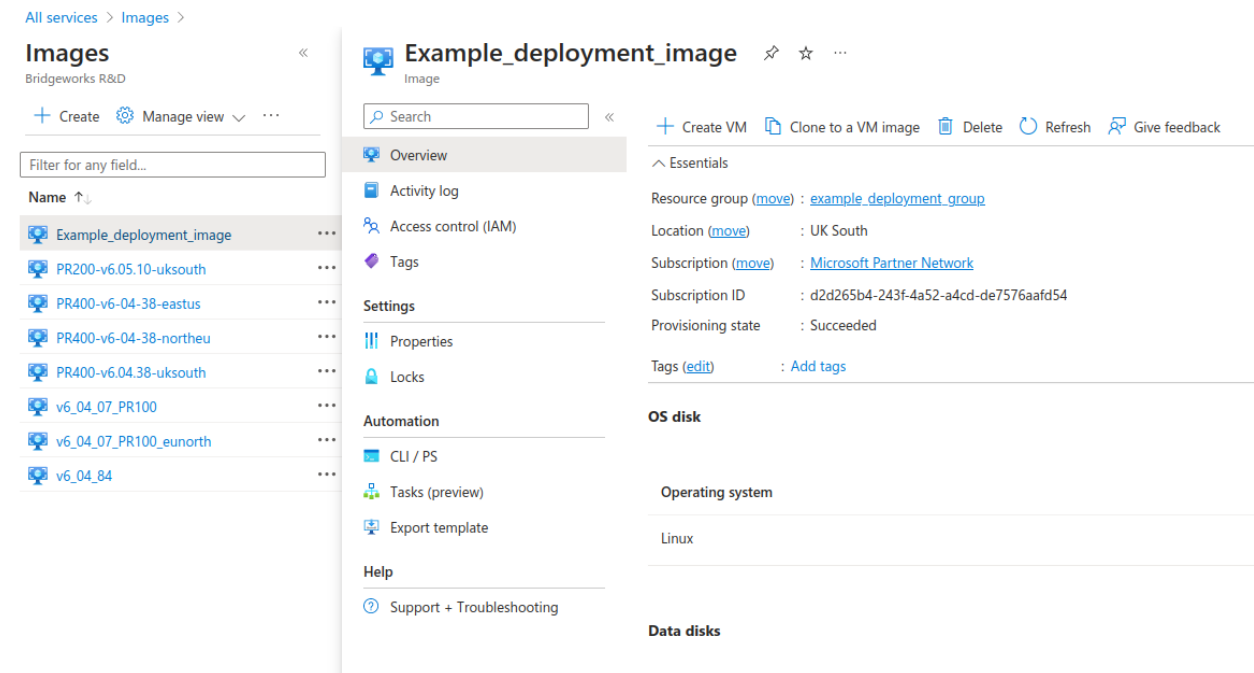 All services > Images >
Images
Bridgeworks R&D
Create Manage view
Filter for any field...
Name
Example_deployment_image
PR200-v6.05.10-uksouth
PR400-v6-04-38-eastus
PR400-v6-04-38-northeu
PR400-v6.04.38-uksouth
v6_04_07_PR100
v6_04_07_PR100_eunorth
v6_04_84
Example_deployment_image
Image
Search
Overview
Activity log
Access control (IAM)
Tags
Settings
Properties
Locks
Automation
CLI / PS
Tasks (preview)
Export template
Help
Support + Troubleshooting
Create VM Clone to a VM image Delete Refresh Give feedback
Essentials
Resource group (move) : example_deployment_group
Location (move) : UK South
Subscription (move) : Microsoft Partner Network
Subscription ID : d2d265b4-243f-4a52-a4cd-de7576aafd54
Provisioning state : Succeeded
Tags (edit) : Add tags
OS disk
Operating system
Linux
Data disks